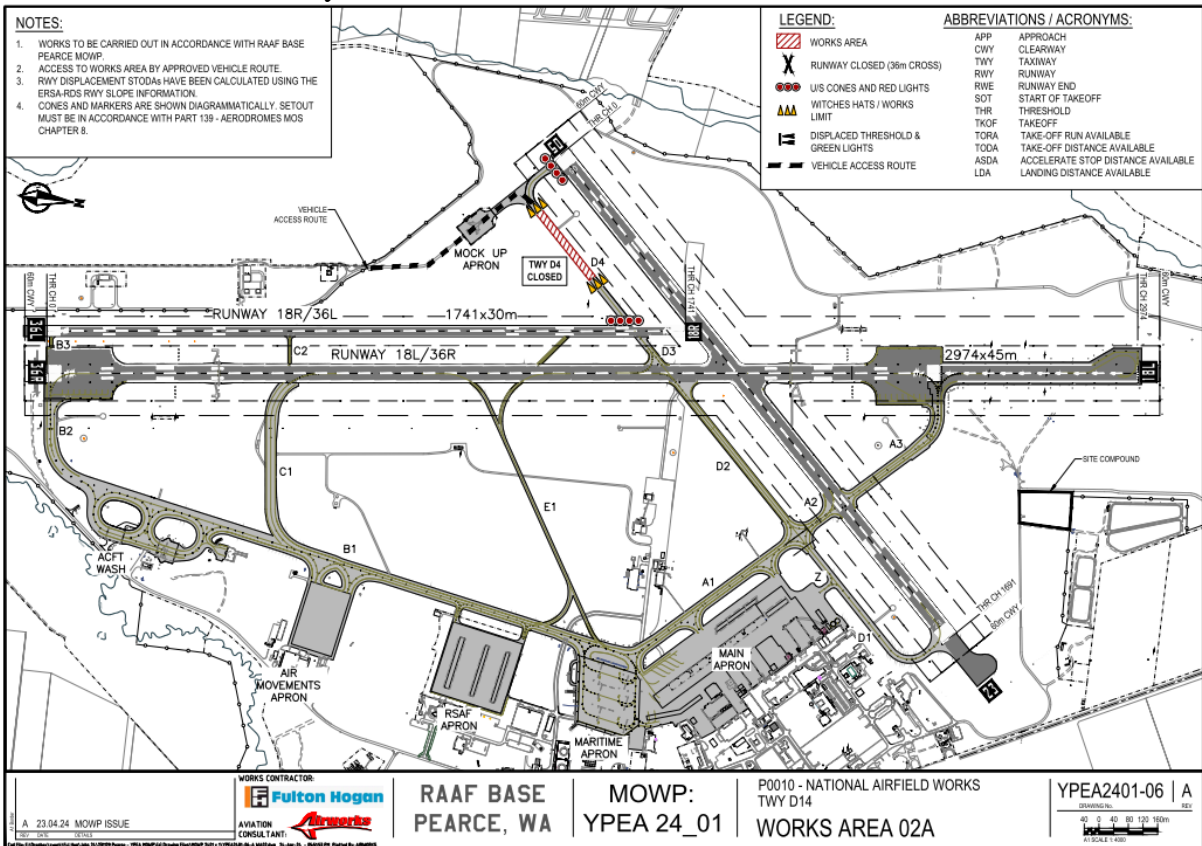 NOTES:
1. WORKS TO BE CARRIED OUT IN ACCORDANCE WITH RAAF BASE
PEARCE MOWP.
2. ACCESS TO WORKS AREA BY APPROVED VEHICLE ROUTE.
3. RWY DISPLACEMENT STODAs HAVE BEEN CALCULATED USING THE
ERSA-RDS RWY SLOPE INFORMATION.
4. CONES AND MARKERS ARE SHOWN DIAGRAMMATICALLY. SETOUT
MUST BE IN ACCORDANCE WITH PART 139 - AERODROMES MOS
CHAPTER 8.
LEGEND:
WORKS AREA
RUNWAY CLOSED (36m CROSS)
U/S CONES AND RED LIGHTS
WITCHES HATS / WORKS
LIMIT
DISPLACED THRESHOLD &
GREEN LIGHTS
VEHICLE ACCESS ROUTE
ABBREVIATIONS / ACRONYMS:
APP APPROACH
CWY CLEARWAY
TWY TAXIWAY
RWY RUNWAY
RWE RUNWAY END
SOT START OF TAKEOFF
THR THRESHOLD
TKOF TAKEOFF
TORA TAKE-OFF RUN AVAILABLE
TODA TAKE-OFF DISTANCE AVAILABLE
ASDA ACCELERATE STOP DISTANCE AVAILABLE
LDA LANDING DISTANCE AVAILABLE
N
60m CWY
THR CH 0
05
VEHICLE
ACCESS ROUTE
MOCK UP
APRON
TWY D4
CLOSED
D4
60m CWY
THR CH 0
THR CH 1741
THR CH 2974
60m CWY
RUNWAY 18R/36L
1741x30m
36L
18R
B3
C2
RUNWAY 18L/36R
D3
2974x45m
36R
18L
B2
C1
E1
D2
A3
A2
SITE COMPOUND
ACFT
WASH
B1
A1
Z
THR CH 1691
60m CWY
D1
23
AIR
MOVEMENTS
APRON
RSAF
APRON
MARITIME
APRON
MAIN
APRON
A 23.04.24 MOWP ISSUE
REV DATE DETAILS
WORKS CONTRACTOR:
Fulton Hogan
AVIATION
CONSULTANT:
Airworks
RAAF BASE
PEARCE, WA
MOWP:
YPEA 24_01
P0010 - NATIONAL AIRFIELD WORKS
TWY D14
WORKS AREA 02A
YPEA2401-06 A
DRAWING No. REV
40 0 40 80 120 160m
A1 SCALE 1:4000